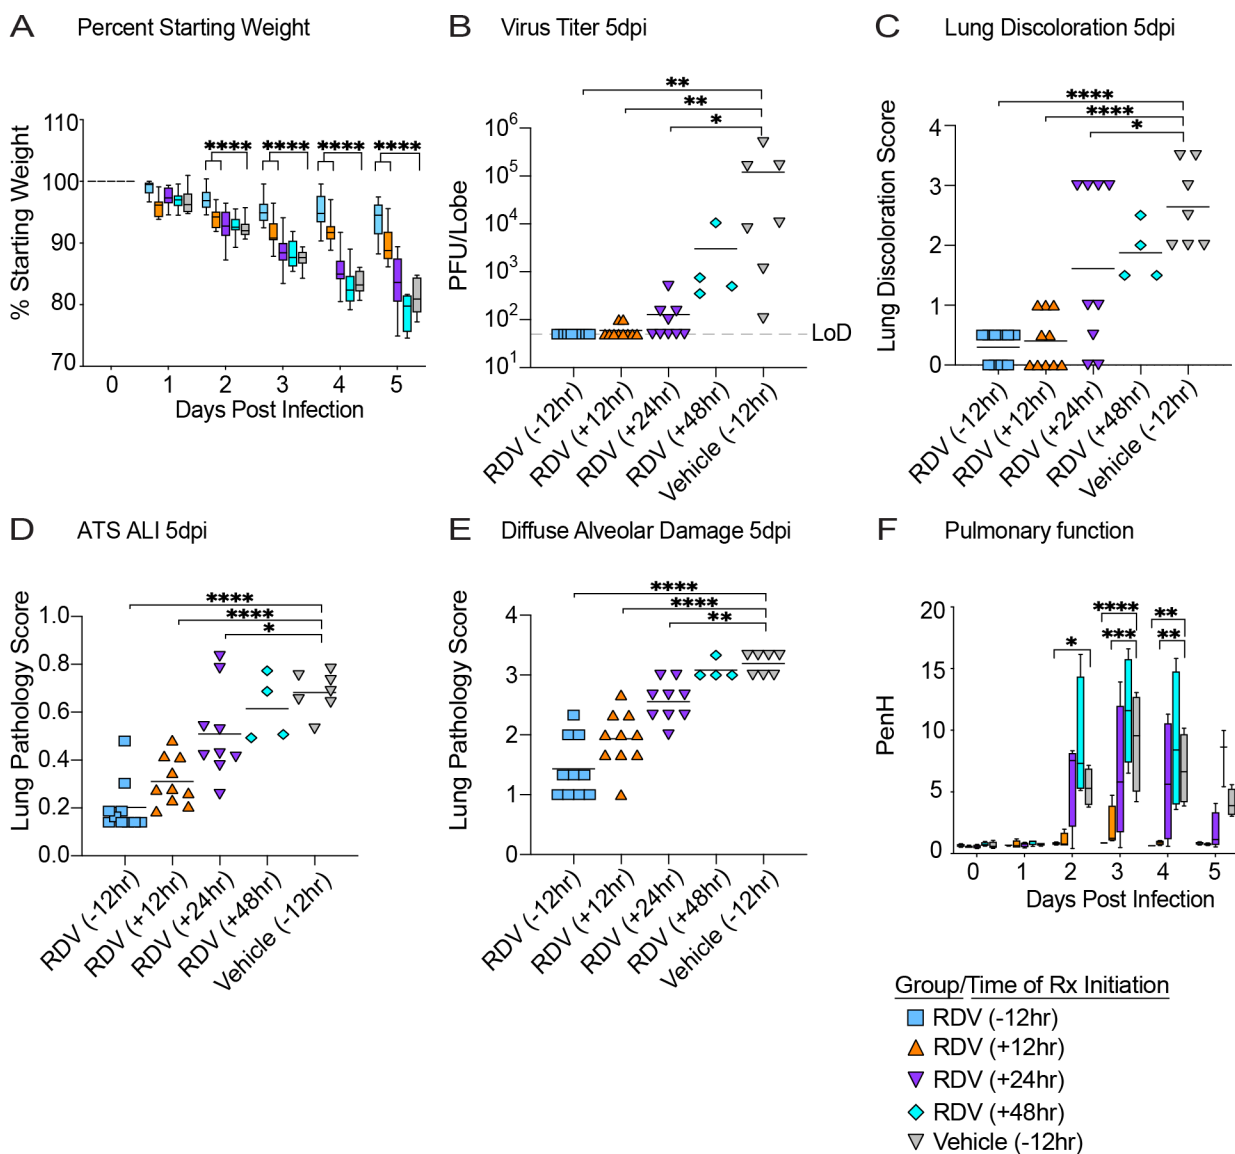 A Percent Starting Weight
% Starting Weight
110
100
90
80
70
**** **** **** ****
0 1 2 3 4 5
Days Post Infection
B Virus Titer 5dpi
PFU/Lobe
10^6
10^5
10^4
10^3
10^2
10^1
**
**
*
LoD
RDV (-12hr)
RDV (+12hr)
RDV (+24hr)
RDV (+48hr)
Vehicle (-12hr)
C Lung Discoloration 5dpi
Lung Discoloration Score
4
3
2
1
0
****
****
*
RDV (-12hr)
RDV (+12hr)
RDV (+24hr)
RDV (+48hr)
Vehicle (-12hr)
D ATS ALI 5dpi
Lung Pathology Score
1.0
0.8
0.6
0.4
0.2
0.0
****
****
*
RDV (-12hr)
RDV (+12hr)
RDV (+24hr)
RDV (+48hr)
Vehicle (-12hr)
E Diffuse Alveolar Damage 5dpi
Lung Pathology Score
4
3
2
1
0
****
****
**
RDV (-12hr)
RDV (+12hr)
RDV (+24hr)
RDV (+48hr)
Vehicle (-12hr)
F Pulmonary function
PenH
20
15
10
5
0
* **** ***
** **
0 1 2 3 4 5
Days Post Infection
Group/Time of Rx Initiation
RDV (-12hr)
RDV (+12hr)
RDV (+24hr)
RDV (+48hr)
Vehicle (-12hr)